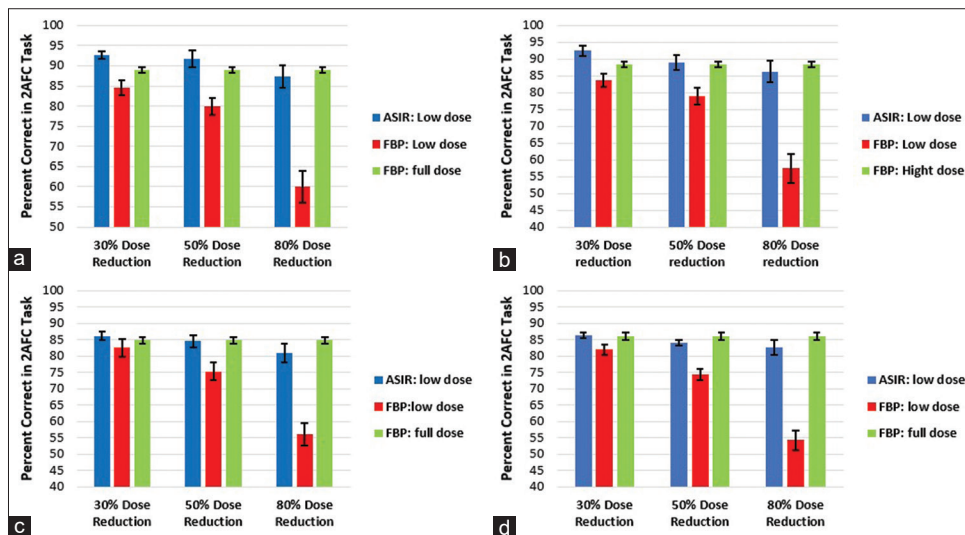 Percent Correct in 2AFC Task
100
95
90
85
80
75
70
65
60
55
50
30% Dose Reduction
50% Dose Reduction
80% Dose Reduction
ASIR: Low dose
FBP: Low dose
FBP: full dose
a
Percent Correct in 2AFC Task
100
95
90
85
80
75
70
65
60
55
50
45
40
30% Dose reduction
50% Dose reduction
80% Dose reduction
ASIR: Low dose
FBP: Low dose
FBP: Hight dose
b
Percent Correct in 2AFC Task
100
95
90
85
80
75
70
65
60
55
50
45
40
30% Dose Reduction
50% Dose Reduction
80% Dose Reduction
ASIR: low dose
FBP:low dose
FBP: full dose
c
Percent Correct in 2AFC Task
100
95
90
85
80
75
70
65
60
55
50
45
40
30% Dose Reduction
50% Dose Reduction
80% Dose Reduction
ASIR: low dose
FBP: low dose
FBP: full dose
d